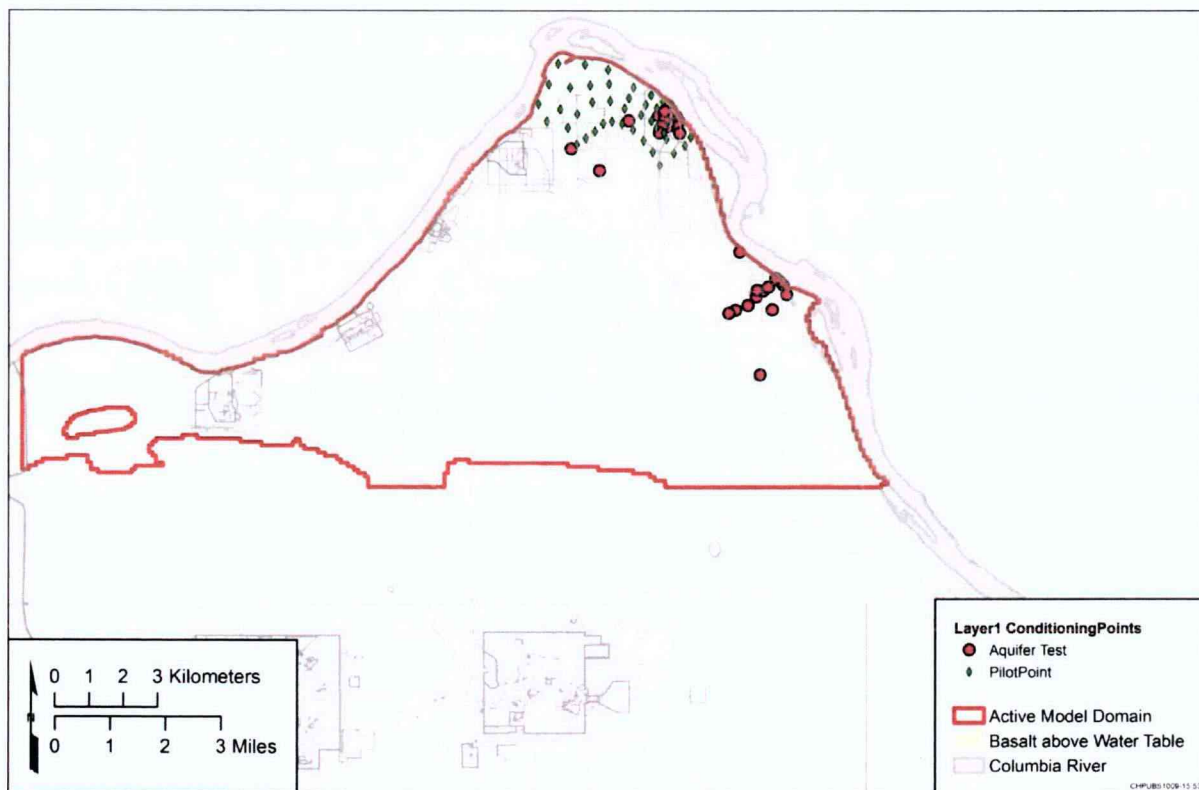 Layer1 ConditioningPoints
Aquifer Test
PilotPoint
Active Model Domain
Basalt above Water Table
Columbia River
0 1 2 3 Kilometers
N
0 1 2 3 Miles